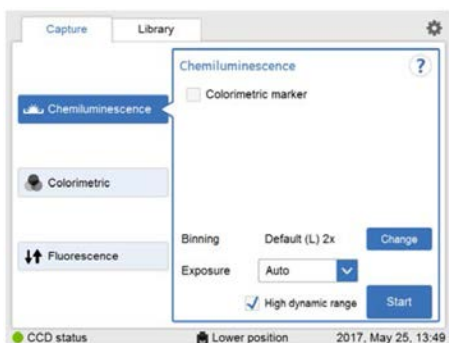 Capture Library
Chemiluminescence ?
Colorimetric marker
Chemiluminescence
Colorimetric
Binning Default (L) 2x Change
Fluorescence
Exposure Auto
High dynamic range Start
CCD status Lower position 2017, May 25, 13:49